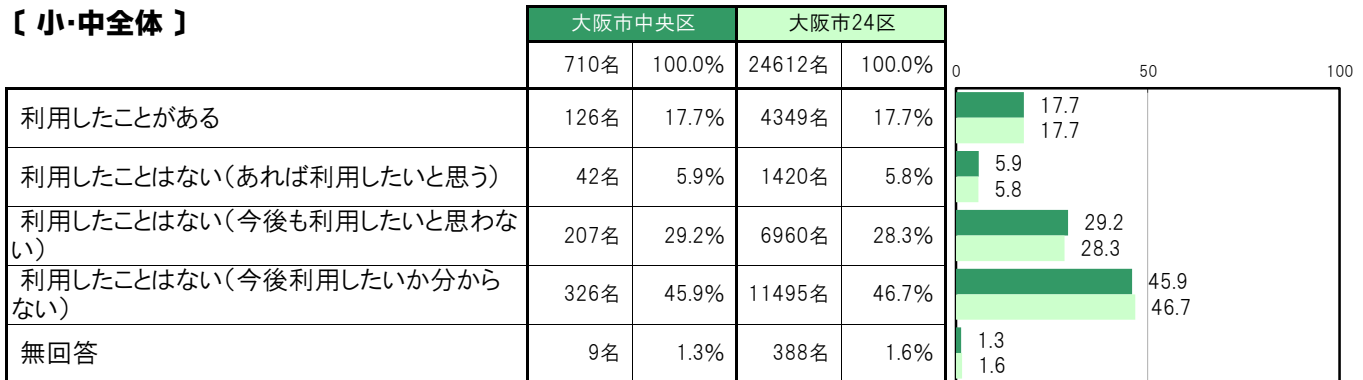 〔 小・中全体 〕
大阪市中央区 大阪市24区
710名 100.0% 24612名 100.0%
0 50 100
利用したことがある 126名 17.7% 4349名 17.7%
17.7
17.7
利用したことはない（あれば利用したいと思う） 42名 5.9% 1420名 5.8%
5.9
5.8
利用したことはない（今後も利用したいと思わな
い） 207名 29.2% 6960名 28.3%
29.2
28.3
利用したことはない（今後利用したいか分から
ない） 326名 45.9% 11495名 46.7%
45.9
46.7
無回答 9名 1.3% 388名 1.6%
1.3
1.6